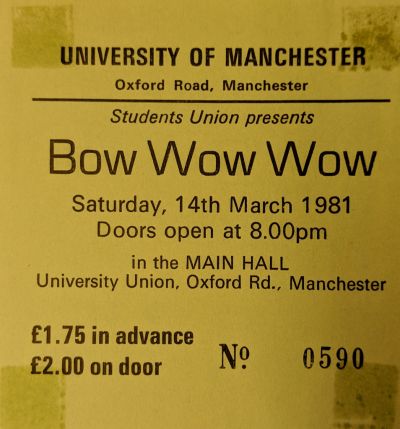 UNIVERSITY OF MANCHESTER
Oxford Road, Manchester
Students Union presents
Bow Wow Wow
Saturday, 14th March 1981
Doors open at 8.00pm
in the MAIN HALL
University Union, Oxford Rd., Manchester
£1.75 in advance
£2.00 on door
Nº 0590